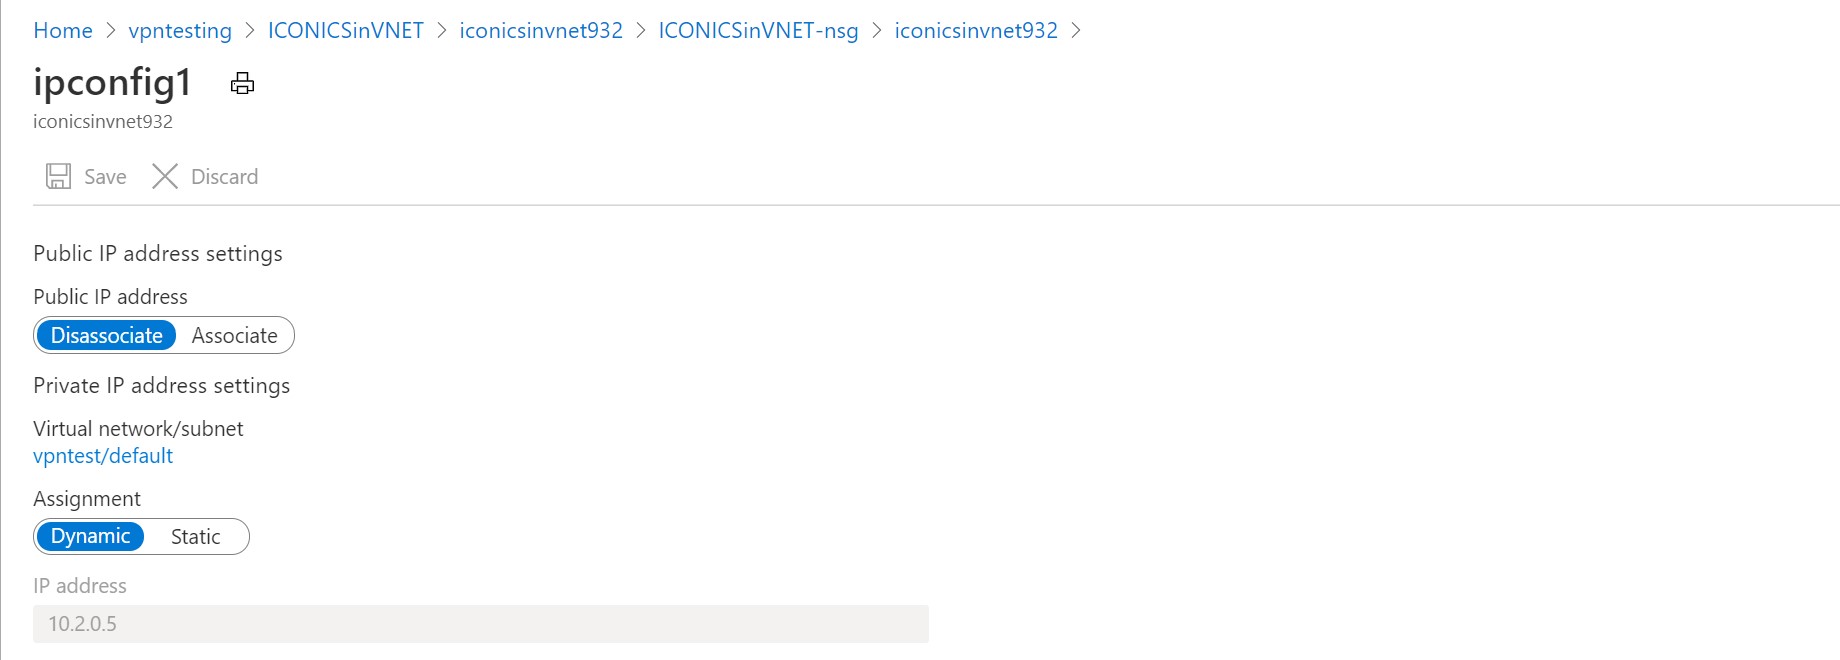 Home > vpntesting > ICONICSinVNET > iconicsinvnet932 > ICONICSinVNET-nsg > iconicsinvnet932 >
ipconfig1
iconicsinvnet932
Save Discard
Public IP address settings
Public IP address
Disassociate Associate
Private IP address settings
Virtual network/subnet
vpntest/default
Assignment
Dynamic Static
IP address
10.2.0.5